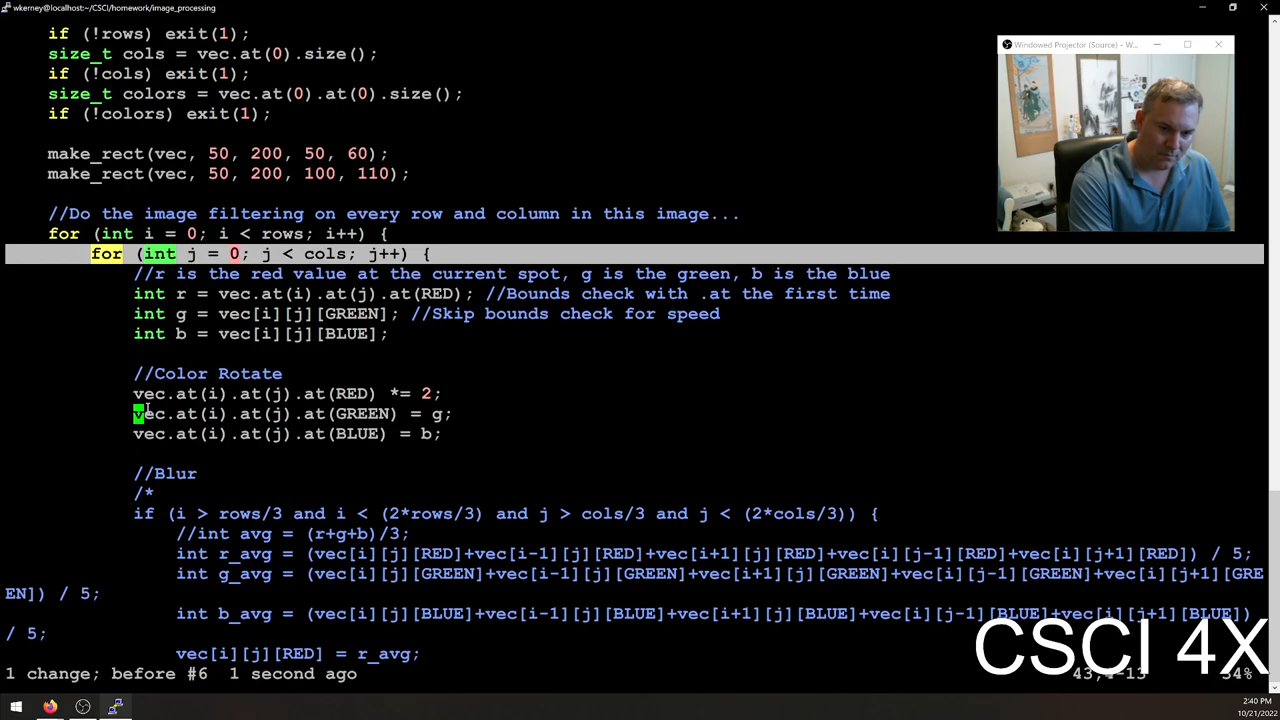 wkerney@localhost:~/CSCI/homework/image_processing
if (!rows) exit(1);
size_t cols = vec.at(0).size();
if (!cols) exit(1);
size_t colors = vec.at(0).at(0).size();
if (!colors) exit(1);
make_rect(vec, 50, 200, 50, 60);
make_rect(vec, 50, 200, 100, 110);
//Do the image filtering on every row and column in this image...
for (int i = 0; i < rows; i++) {
for (int j = 0; j < cols; j++) {
//r is the red value at the current spot, g is the green, b is the blue
int r = vec.at(i).at(j).at(RED); //Bounds check with .at the first time
int g = vec[i][j][GREEN]; //Skip bounds check for speed
int b = vec[i][j][BLUE];
//Color Rotate
vec.at(i).at(j).at(RED) *= 2;
vec.at(i).at(j).at(GREEN) = g;
vec.at(i).at(j).at(BLUE) = b;
//Blur
/*
if (i > rows/3 and i < (2*rows/3) and j > cols/3 and j < (2*cols/3)) {
//int avg = (r+g+b)/3;
int r_avg = (vec[i][j][RED]+vec[i-1][j][RED]+vec[i+1][j][RED]+vec[i][j-1][RED]+vec[i][j+1][RED]) / 5;
int g_avg = (vec[i][j][GREEN]+vec[i-1][j][GREEN]+vec[i+1][j][GREEN]+vec[i][j-1][GREEN]+vec[i][j+1][GRE
EN]) / 5;
int b_avg = (vec[i][j][BLUE]+vec[i-1][j][BLUE]+vec[i+1][j][BLUE]+vec[i][j-1][BLUE]+vec[i][j+1][BLUE])
/ 5;
vec[i][j][RED] = r_avg;
1 change; before #6 1 second ago
Windowed Projector (Source) - W...
CSCI 4X
2:40 PM
10/21/2022